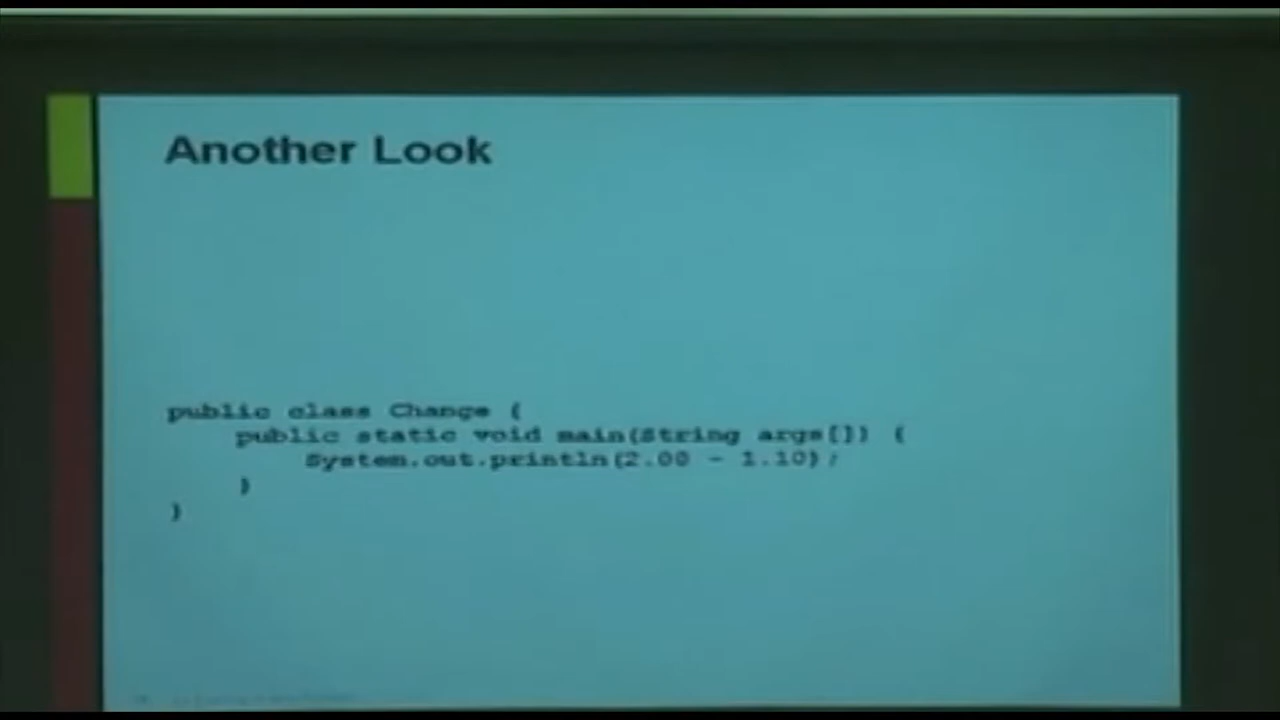 Another Look
public class Change {
public static void main(String args[]) {
System.out.println(2.00 - 1.10);
}
}